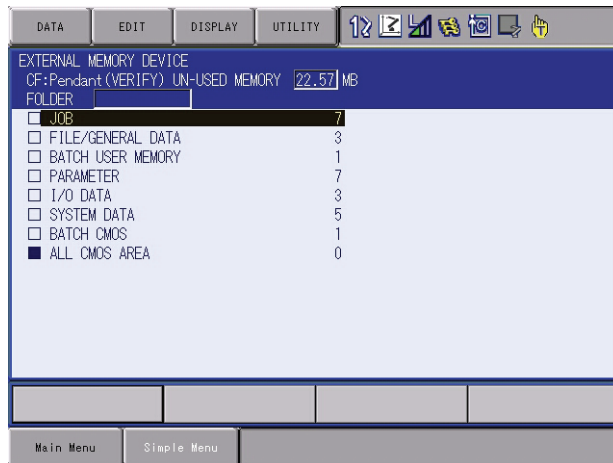 DATA EDIT DISPLAY UTILITY
EXTERNAL MEMORY DEVICE
CF:Pendant(VERIFY) UN-USED MEMORY 22.57 MB
FOLDER
JOB 7
FILE/GENERAL DATA 3
BATCH USER MEMORY 1
PARAMETER 7
I/O DATA 3
SYSTEM DATA 5
BATCH CMOS 1
ALL CMOS AREA 0
Main Menu Simple Menu